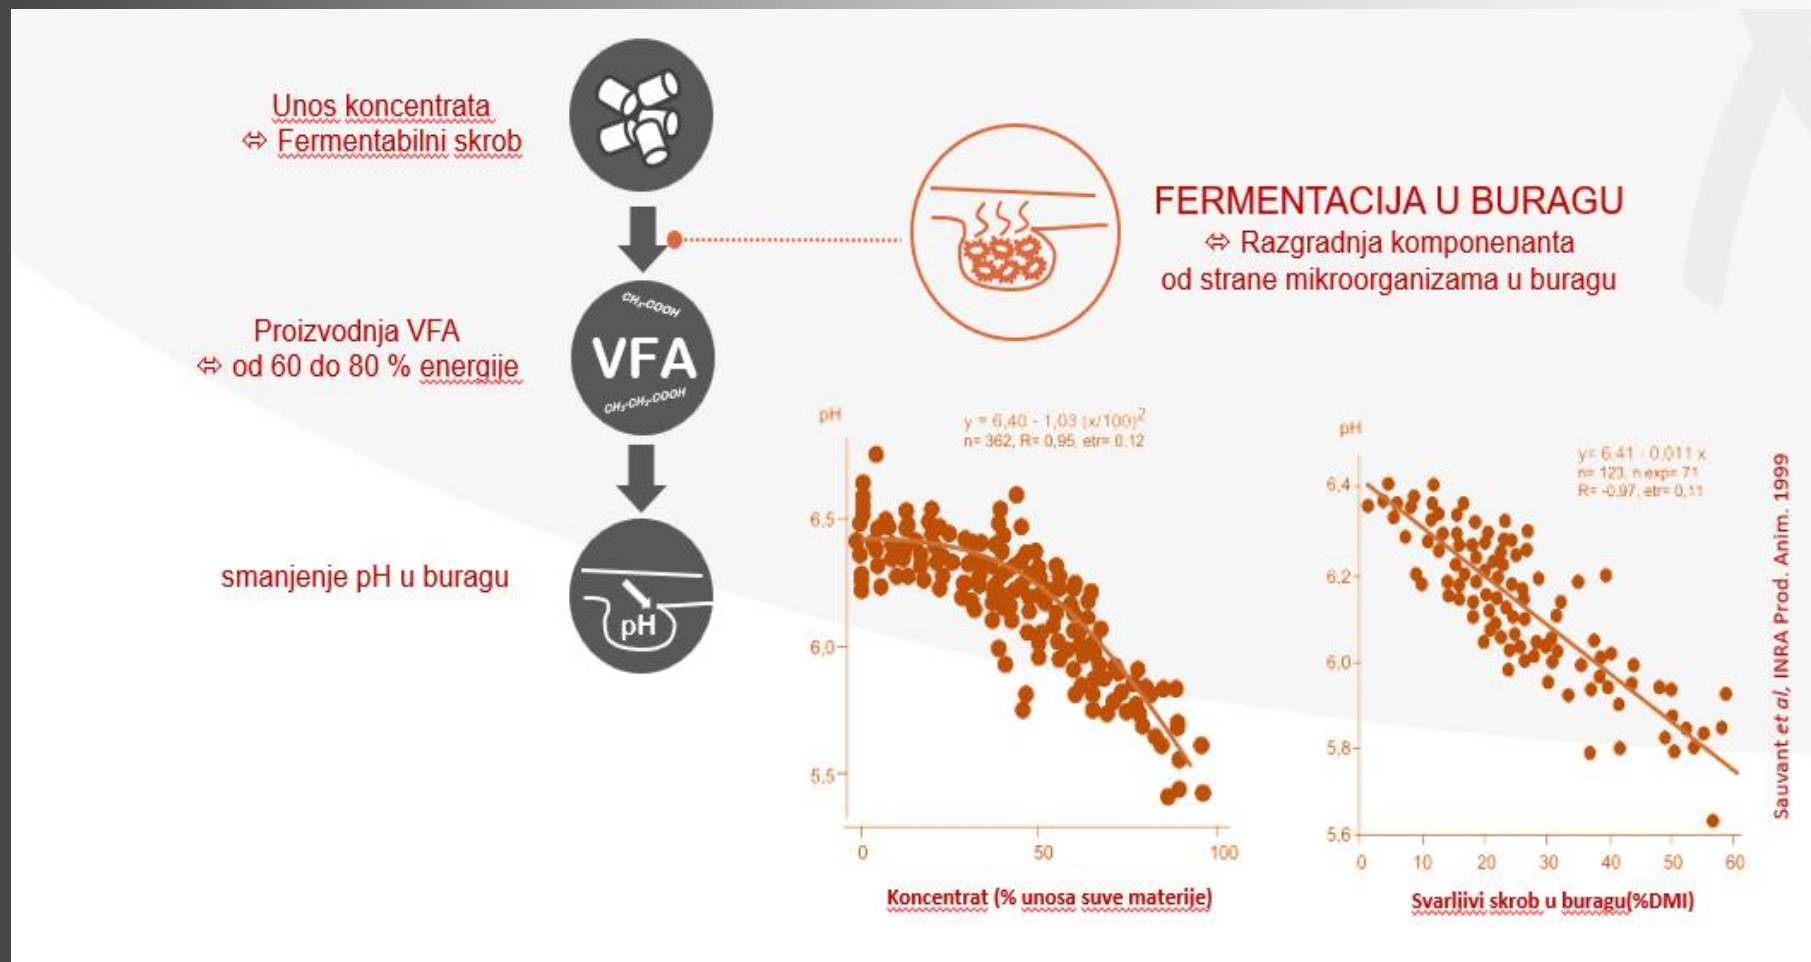 Unos koncentrata
⇔ Fermentabilni skrob
FERMENTACIJA U BURAGU
⇔ Razgradnja komponenanta
od strane mikroorganizama u buragu
CH₃-COOH
VFA
CH₃-CH₂-COOH
Proizvodnja VFA
⇔ od 60 do 80 % energije
smanjenje pH u buragu
pH
pH
y = 6,40 - 1,03 (x/100)²
n= 362, R= 0,95, etr= 0.12
6,5
6,0
5,5
0 50 100
Koncentrat (% unosa suve materije)
pH
y= 6,41 - 0,011 x
n= 123, n exp= 71
R= -0.97, etr= 0,11
6,4
6,2
6,0
5,8
5,6
0 10 20 30 40 50 60
Svarljivi skrob u buragu(%DMI)
Sauvant et al, INRA Prod. Anim. 1999